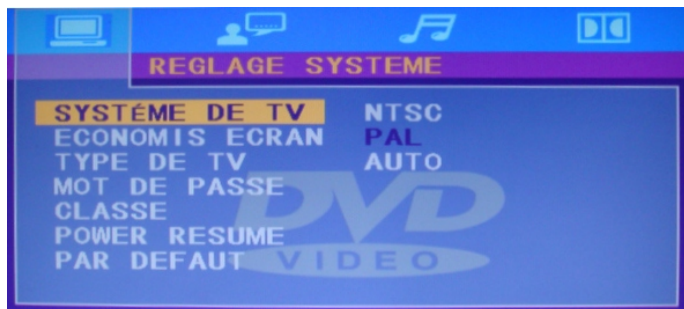 REGLAGE SYSTEME
SYSTÉME DE TV NTSC
ECONOMIS ECRAN PAL
TYPE DE TV AUTO
MOT DE PASSE
CLASSE
POWER RESUME
PAR DEFAUT
DVD
VIDEO